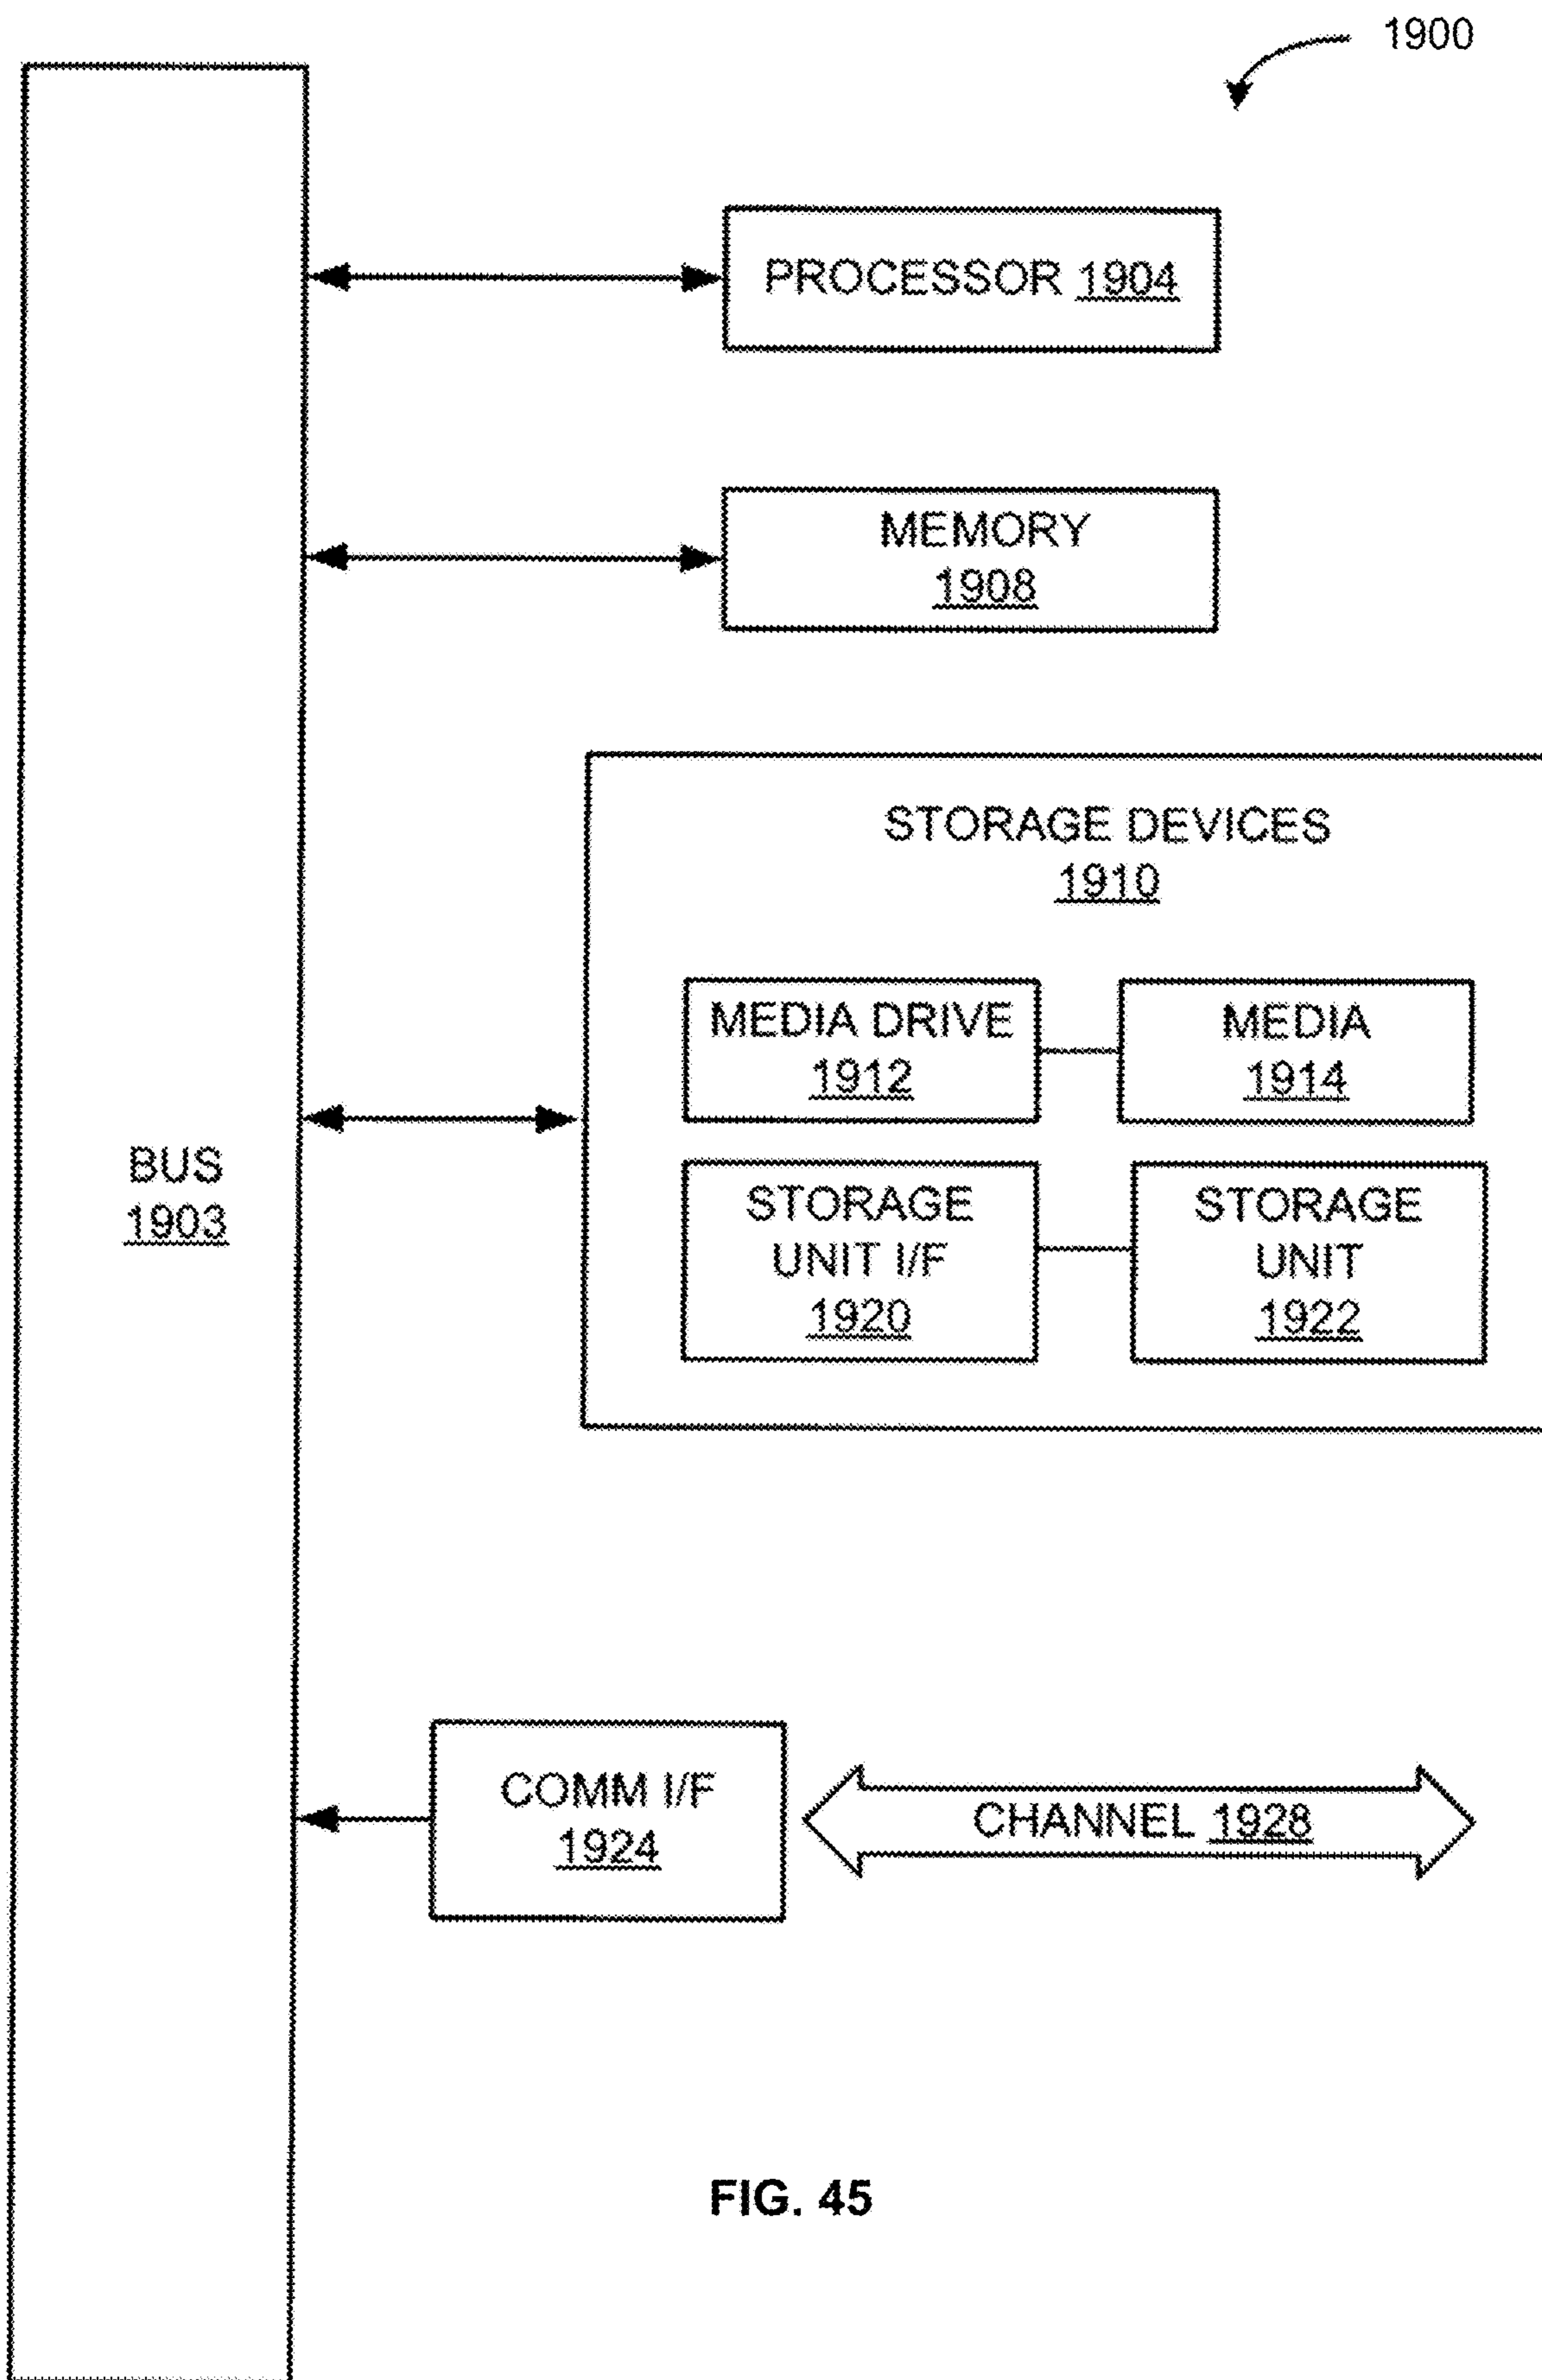 1900
PROCESSOR 1904
MEMORY
1908
STORAGE DEVICES
1910
MEDIA DRIVE
1912
MEDIA
1914
BUS
1903
STORAGE
UNIT I/F
1920
STORAGE
UNIT
1922
COMM I/F
1924
CHANNEL 1928
FIG. 45